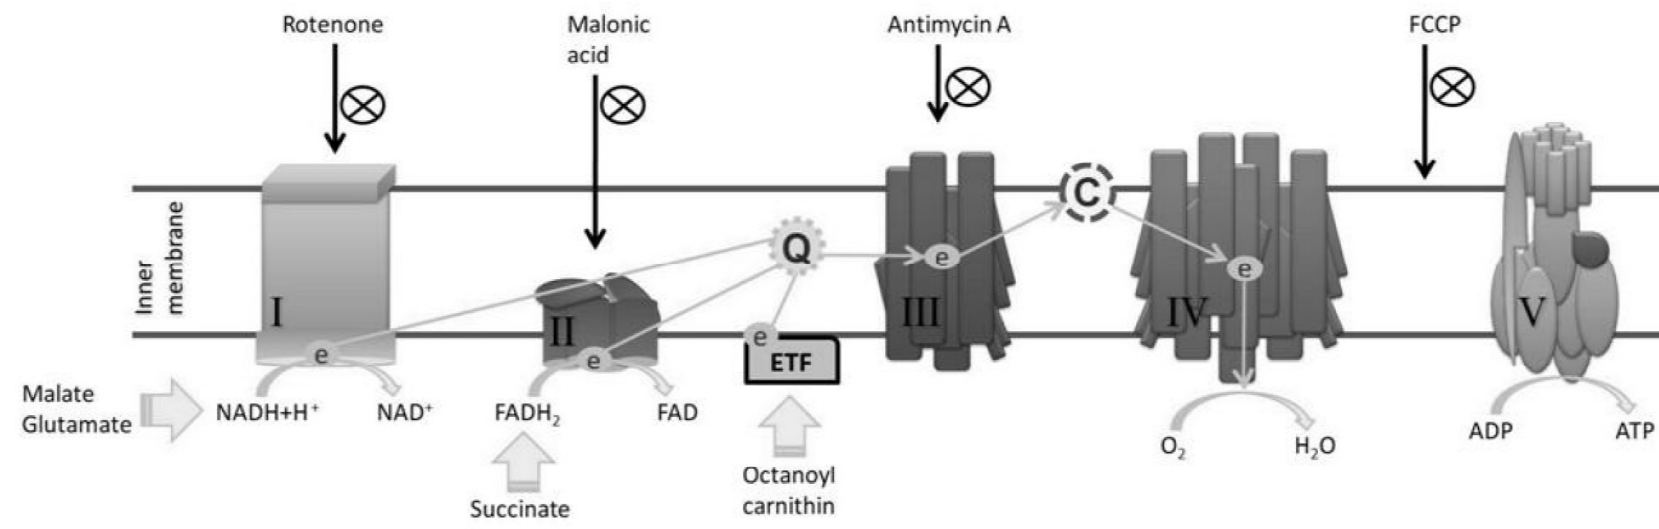 Rotenone
Malonic
acid
Antimycin A
FCCP
Inner
membrane
C
Q
e
e
I
II
III
IV
V
e
e
e
ETF
Malate
Glutamate
NADH+H⁺
NAD⁺
FADH₂
FAD
O₂
H₂O
ADP
ATP
Succinate
Octanoyl
carnithin